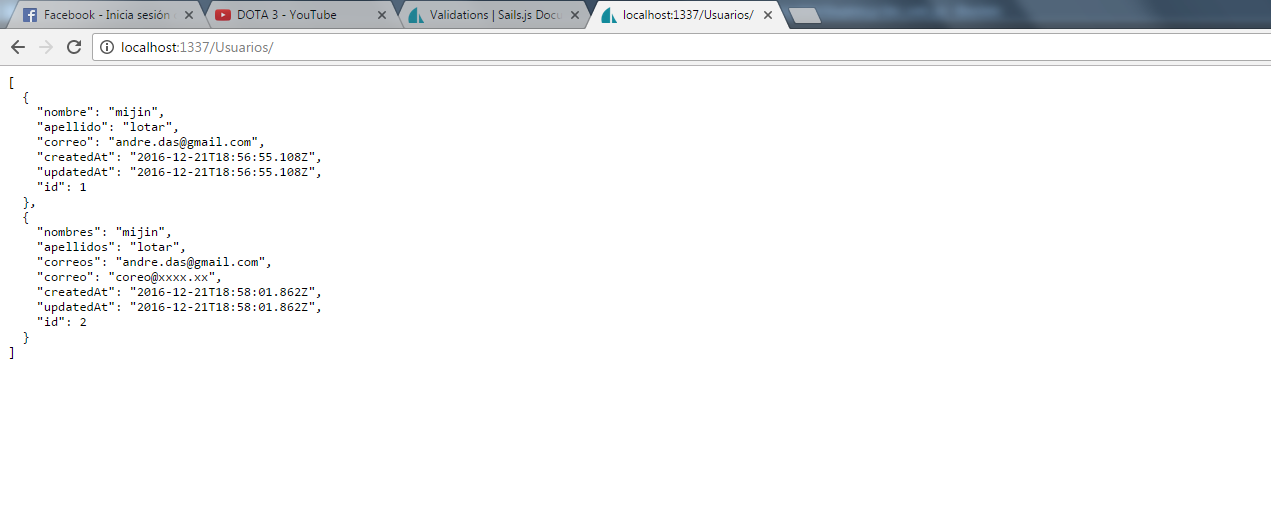 Facebook - Inicia sesión
DOTA 3 - YouTube
Validations | Sails.js Docu
localhost:1337/Usuarios/
localhost:1337/Usuarios/
[
  {
    "nombre": "mijin",
    "apellido": "lotar",
    "correo": "andre.das@gmail.com",
    "createdAt": "2016-12-21T18:56:55.108Z",
    "updatedAt": "2016-12-21T18:56:55.108Z",
    "id": 1
  },
  {
    "nombres": "mijin",
    "apellidos": "lotar",
    "correos": "andre.das@gmail.com",
    "correo": "coreo@xxxx.xx",
    "createdAt": "2016-12-21T18:58:01.862Z",
    "updatedAt": "2016-12-21T18:58:01.862Z",
    "id": 2
  }
]